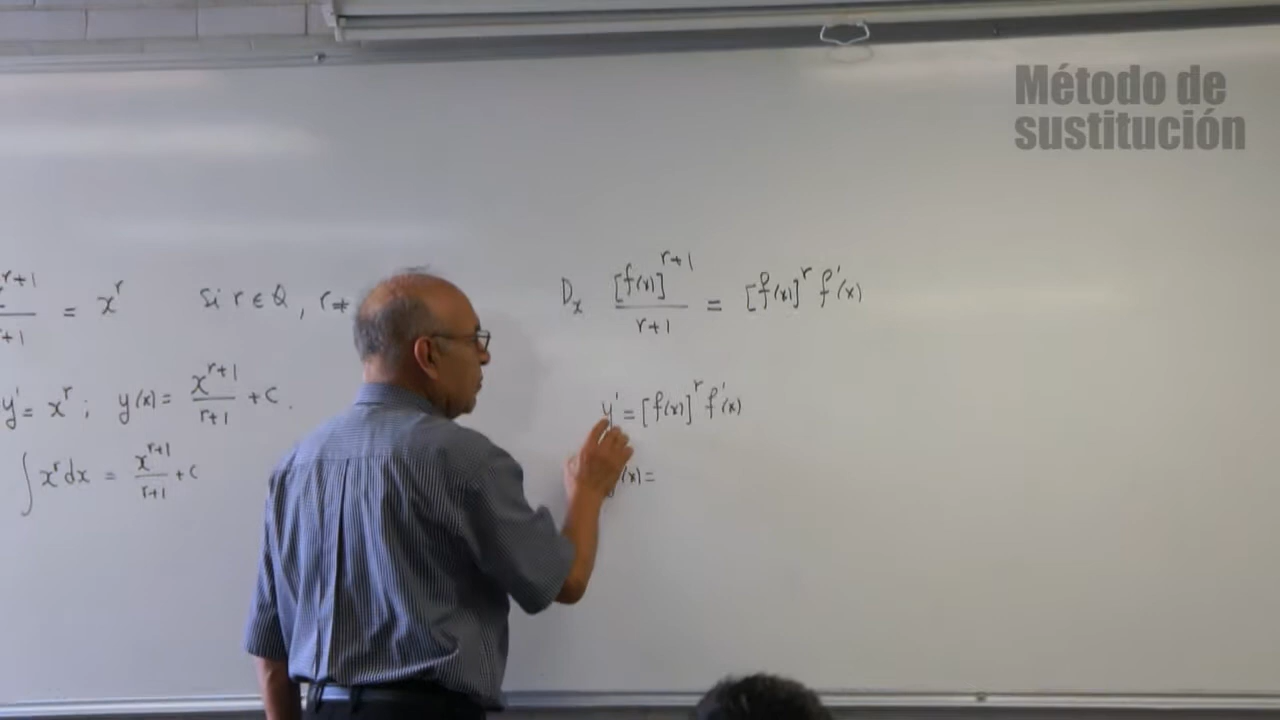 Método de
sustitución
r+1
r+1 = x^r si r ∈ Q, r≠
y' = x^r ; y(x) = x^{r+1}/r+1 + C.
∫ x^r dx = x^{r+1}/r+1 + C
D_x [f(x)]^{r+1}/r+1 = [f(x)]^r f'(x)
y' = [f(x)]^r f'(x)
(x) =